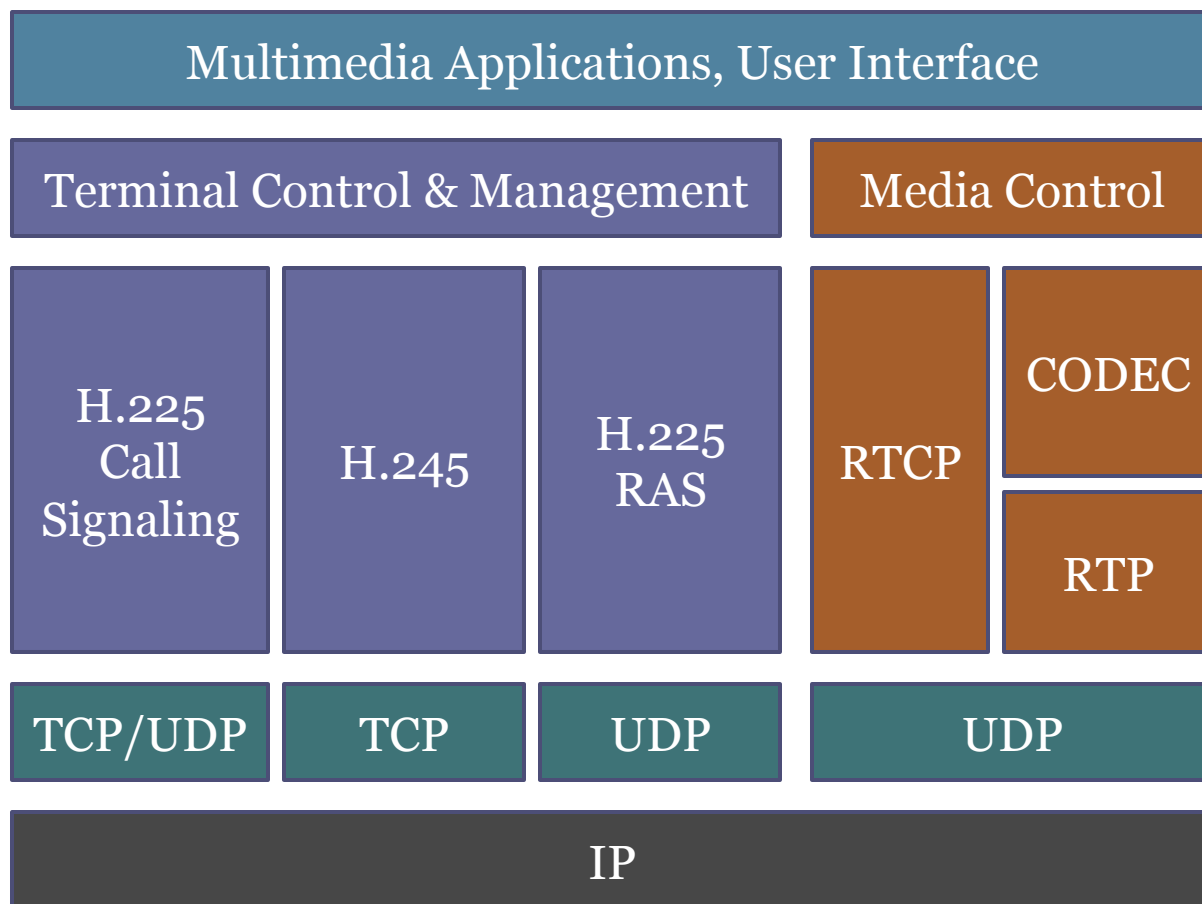 Multimedia Applications, User Interface
Terminal Control & Management
Media Control
H.225
Call
Signaling
H.245
H.225
RAS
RTCP
CODEC
RTP
TCP/UDP
TCP
UDP
UDP
IP